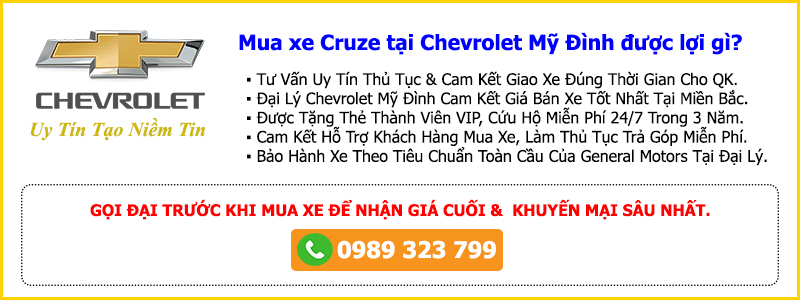 CHEVROLET
Uy Tín Tạo Niềm Tin
Mua xe Cruze tại Chevrolet Mỹ Đình được lợi gì?
▪ Tư Vấn Uy Tín Thủ Tục & Cam Kết Giao Xe Đúng Thời Gian Cho QK.
▪ Đại Lý Chevrolet Mỹ Đình Cam Kết Giá Bán Xe Tốt Nhất Tại Miền Bắc.
▪ Được Tặng Thẻ Thành Viên VIP, Cứu Hộ Miễn Phí 24/7 Trong 3 Năm.
▪ Cam Kết Hỗ Trợ Khách Hàng Mua Xe, Làm Thủ Tục Trả Góp Miễn Phí.
▪ Bảo Hành Xe Theo Tiêu Chuẩn Toàn Cầu Của General Motors Tại Đại Lý.
GỌI ĐẠI TRƯỚC KHI MUA XE ĐỂ NHẬN GIÁ CUỐI & KHUYẾN MẠI SÂU NHẤT.
0989 323 799